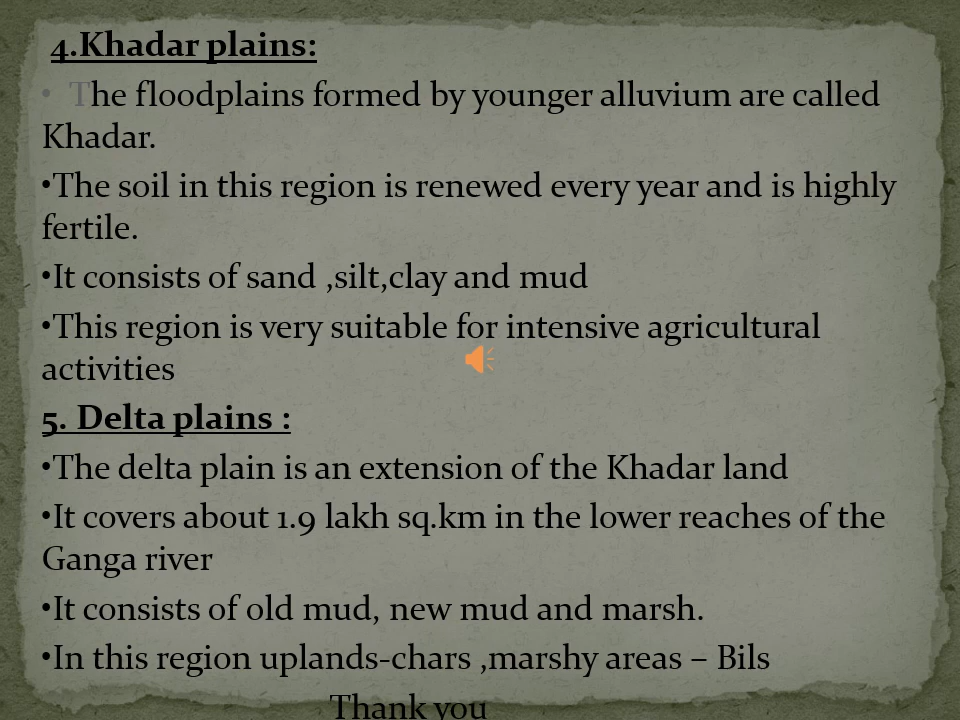 4.Khadar plains:
• The floodplains formed by younger alluvium are called
Khadar.
•The soil in this region is renewed every year and is highly
fertile.
•It consists of sand ,silt,clay and mud
•This region is very suitable for intensive agricultural
activities
5. Delta plains :
•The delta plain is an extension of the Khadar land
•It covers about 1.9 lakh sq.km in the lower reaches of the
Ganga river
•It consists of old mud, new mud and marsh.
•In this region uplands-chars ,marshy areas – Bils
Thank you